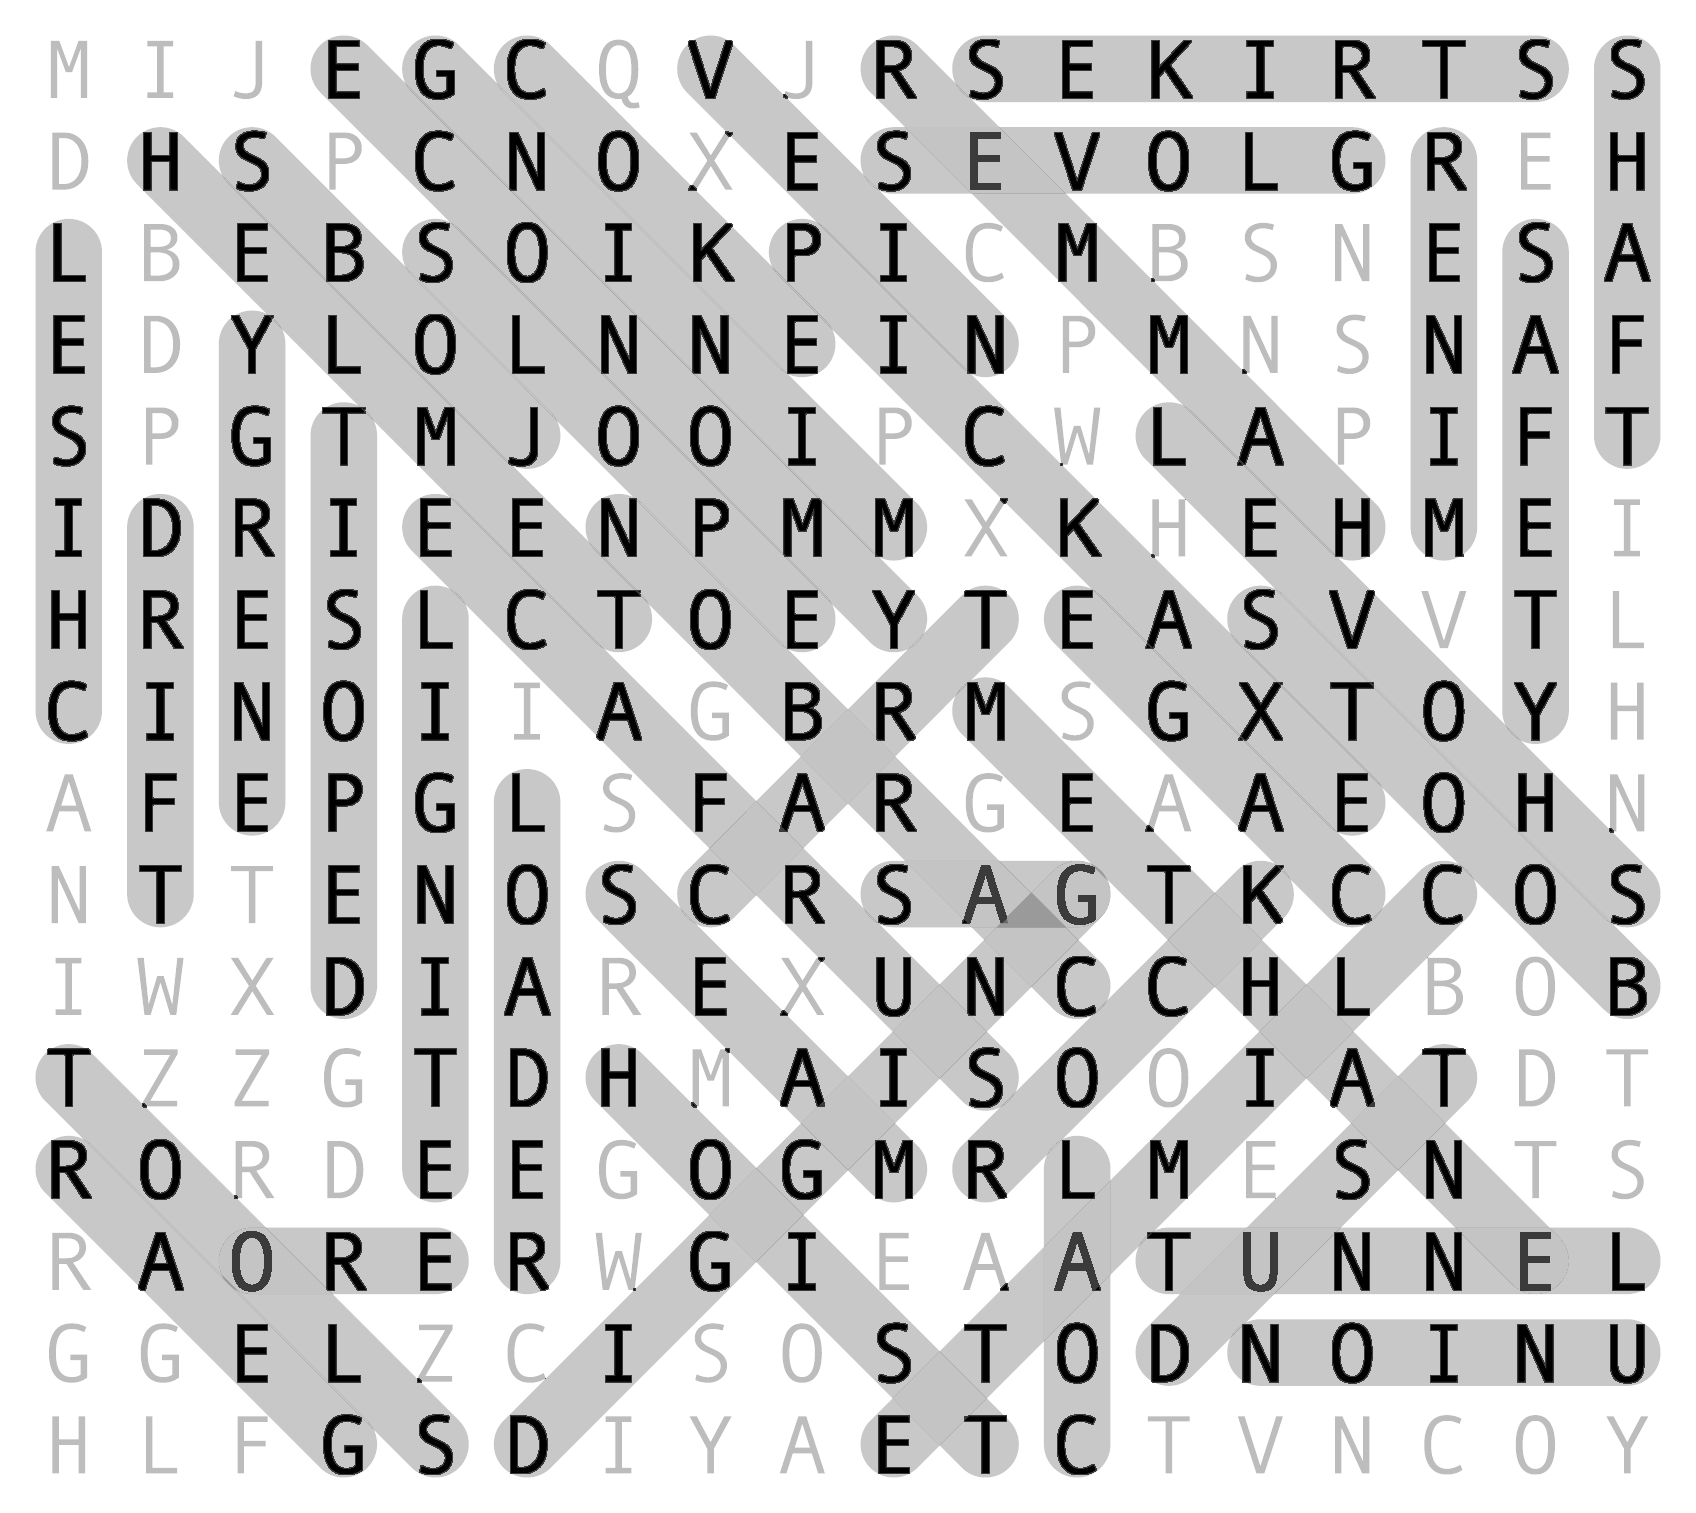 M I J E G C Q V J R S E K I R T S S
D H S P C N O X E S E V O L G R E H
L B E B S O I K P I C M B S N E S A
E D Y L O L N N E I N P M N S N A F
S P G T M J O O I P C W L A P I F T
I D R I E E N P M M X K H E H M E I
H R E S L C T O E Y T E A S V V T L
C I N O I I A G B R M S G X T O Y H
A F E P G L S F A R G E A A E O H N
N T T E N O S C R S A G T K C C O S
I W X D I A R E X U N C C H L B O B
T Z Z G T D H M A I S O O I A T D T
R O R D E E G O G M R L M E S N T S
R A O R E R W G I E A A T U N N E L
G G E L Z C I S O S T O D N O I N U
H L F G S D I Y A E T C T V N C O Y